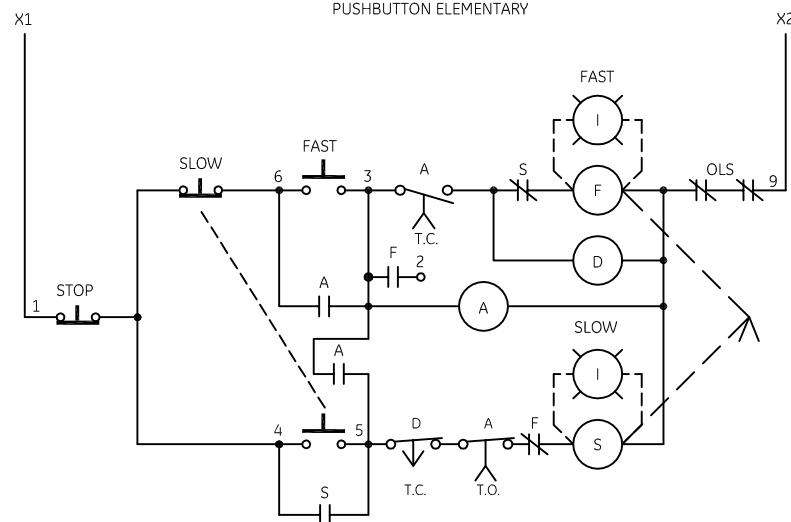 PUSHBUTTON ELEMENTARY
X1
X2
FAST
I
SLOW
6
FAST
3
A
S
F
OLS
9
T.C.
F
2
D
A
A
1
STOP
SLOW
A
I
4
5
D
A
F
S
T.C.
T.O.
S